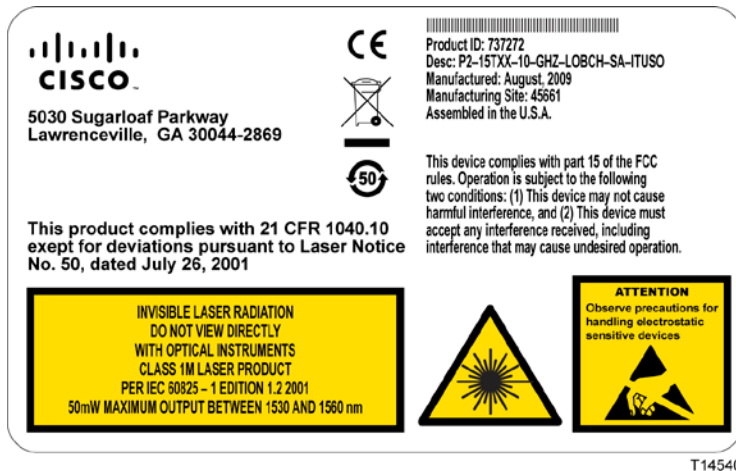 CISCO
5030 Sugarloaf Parkway
Lawrenceville, GA 30044-2869
CE
50
Product ID: 737272
Desc: P2-15TXX-10-GHZ-LOBCH-SA-ITUSO
Manufactured: August, 2009
Manufacturing Site: 45661
Assembled in the U.S.A.
This device complies with part 15 of the FCC
rules. Operation is subject to the following
two conditions: (1) This device may not cause
harmful interference, and (2) This device must
accept any interference received, including
interference that may cause undesired operation.
This product complies with 21 CFR 1040.10
exept for deviations pursuant to Laser Notice
No. 50, dated July 26, 2001
INVISIBLE LASER RADIATION
DO NOT VIEW DIRECTLY
WITH OPTICAL INSTRUMENTS
CLASS 1M LASER PRODUCT
PER IEC 60825 – 1 EDITION 1.2 2001
50mW MAXIMUM OUTPUT BETWEEN 1530 AND 1560 nm
ATTENTION
Observe precautions for
handling electrostatic
sensitive devices